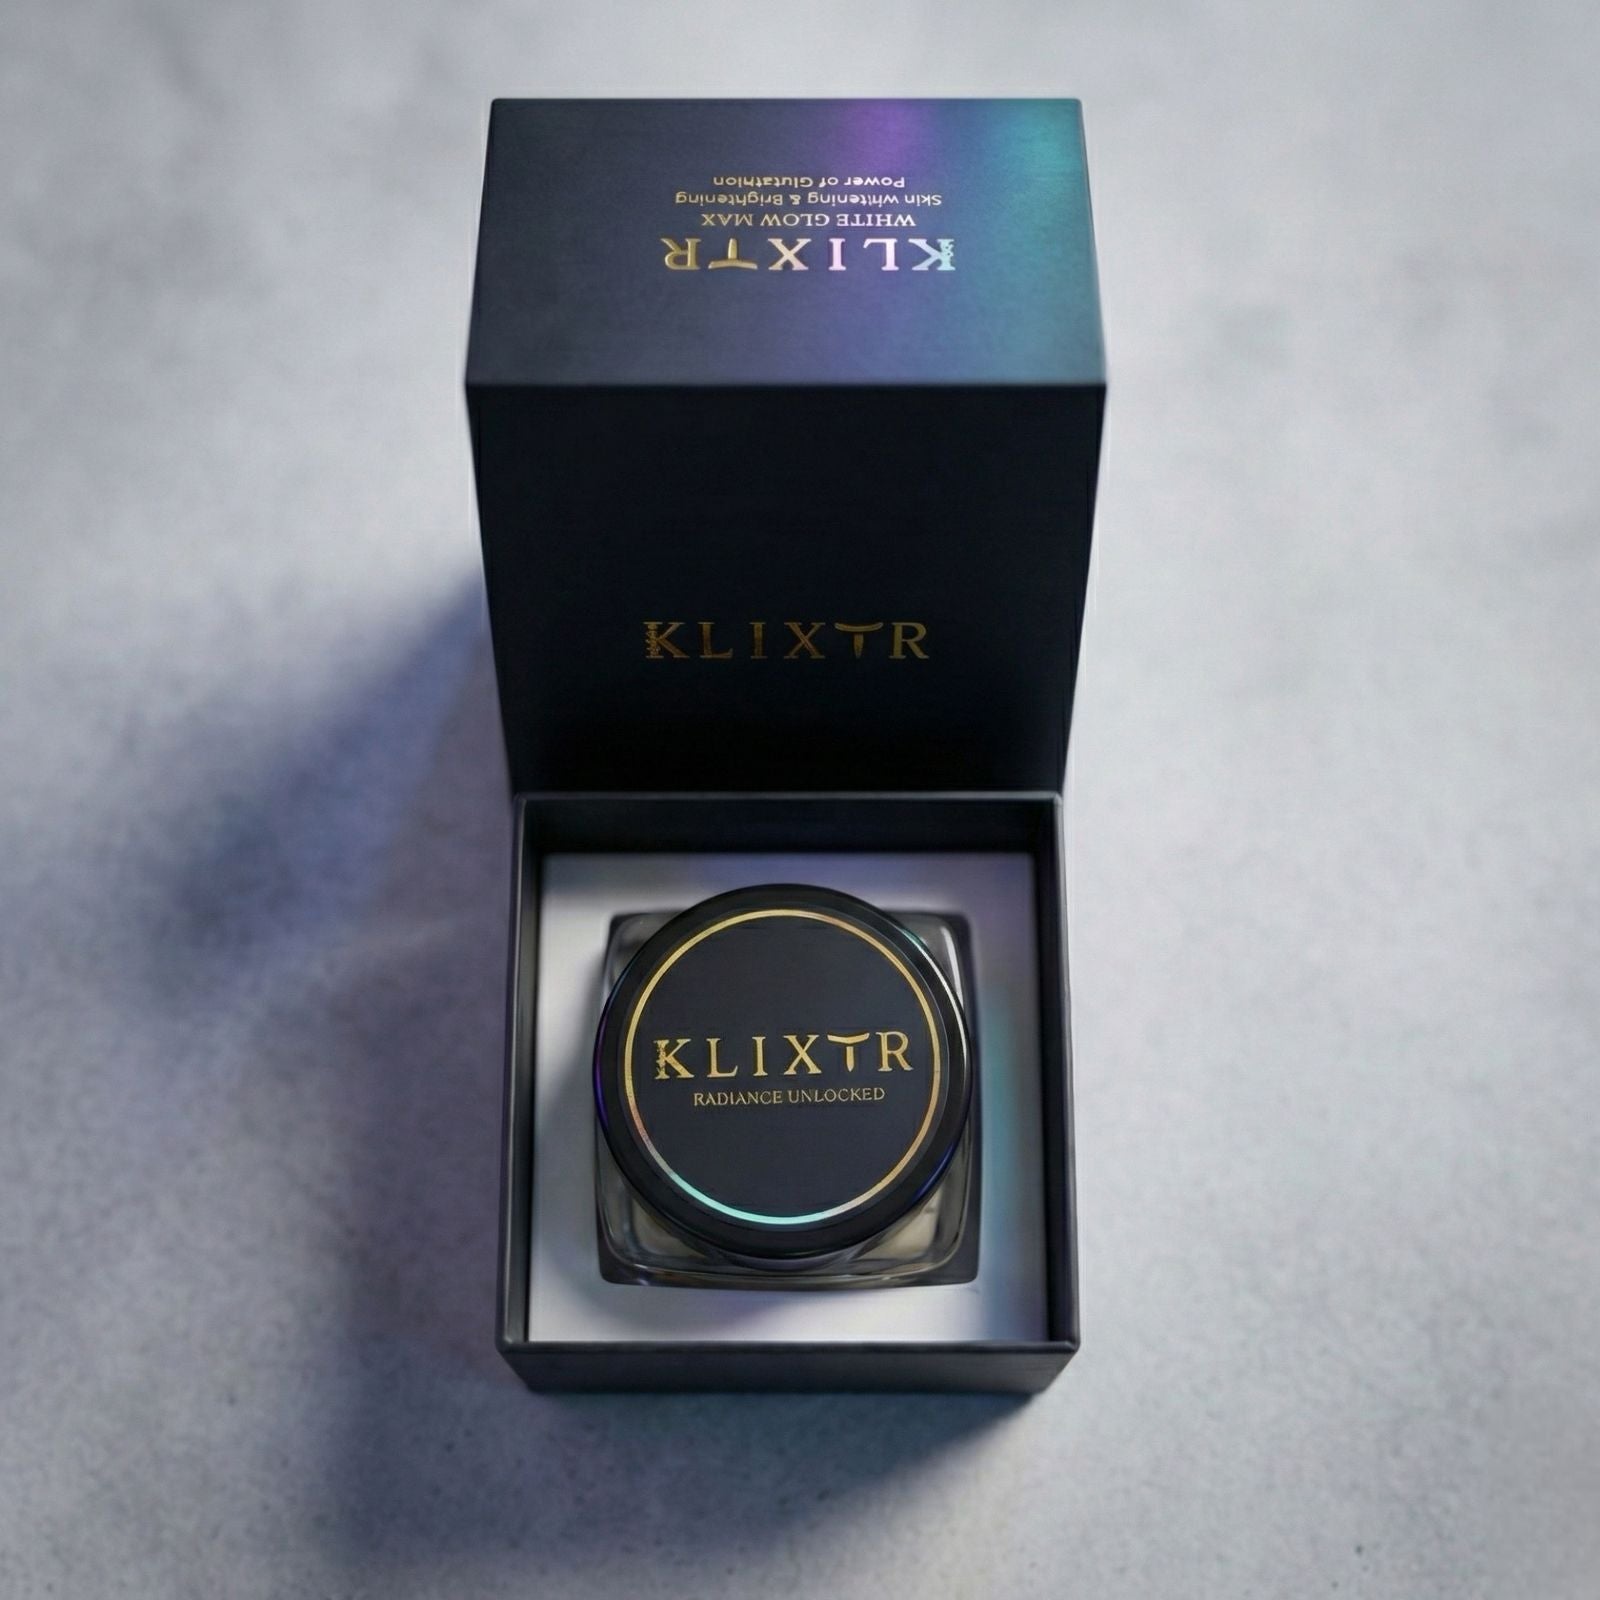 KLIXTR
WHITE GLOW MAX
Skin Whitening & Brightening
Power of Glutathion
KLIXTR
KLIXTR
RADIANCE UNLOCKED